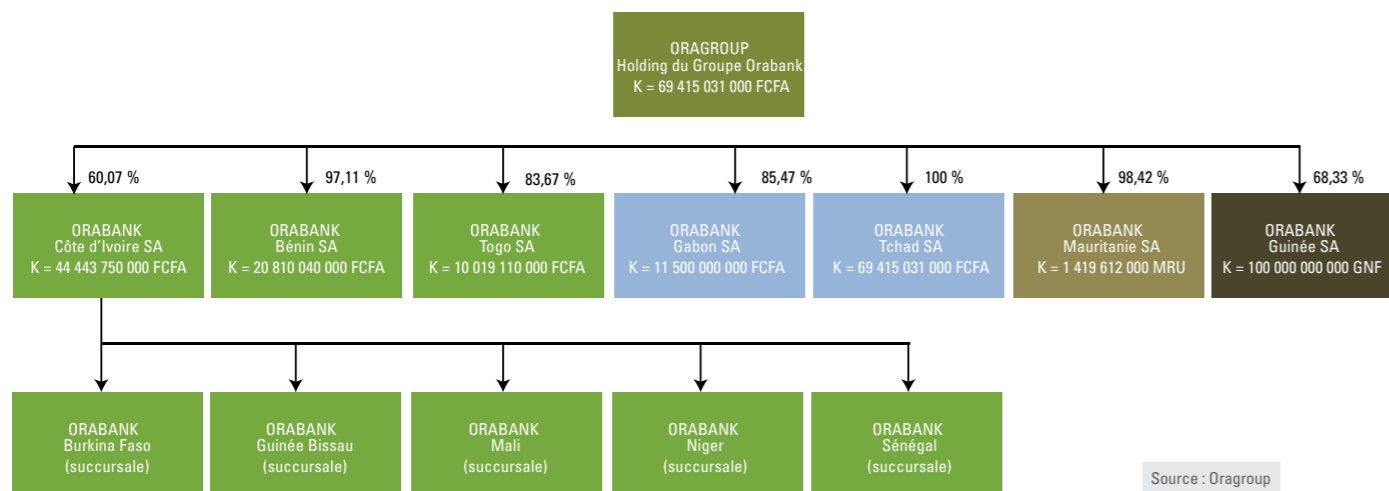 ORAGROUP
Holding du Groupe Orabank
K = 69 415 031 000 FCFA
60,07 %
97,11 %
83,67 %
85,47 %
100 %
98,42 %
68,33 %
ORABANK
Côte d'Ivoire SA
K = 44 443 750 000 FCFA
ORABANK
Bénin SA
K = 20 810 040 000 FCFA
ORABANK
Togo SA
K = 10 019 110 000 FCFA
ORABANK
Gabon SA
K = 11 500 000 000 FCFA
ORABANK
Tchad SA
K = 69 415 031 000 FCFA
ORABANK
Mauritanie SA
K = 1 419 612 000 MRU
ORABANK
Guinée SA
K = 100 000 000 000 GNF
ORABANK
Burkina Faso
(succursale)
ORABANK
Guinée Bissau
(succursale)
ORABANK
Mali
(succursale)
ORABANK
Niger
(succursale)
ORABANK
Sénégal
(succursale)
Source : Oragroup